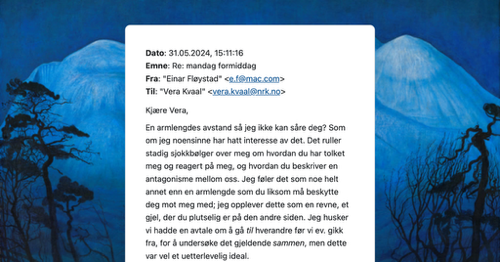 Dato: 31.05.2024, 15:11:16
Emne: Re: mandag formiddag
Fra: "Einar Fløystad" <e.f@mac.com>
Til: "Vera Kvaal" <vera.kvaal@nrk.no>
Kjære Vera,
En armlengdes avstand så jeg ikke kan såre deg? Som
om jeg noensinne har hatt interesse av det. Det ruller
stadig sjokkbølger over meg om hvordan du har tolket
meg og reagert på meg, og hvordan du beskriver en
antagonisme mellom oss. Jeg føler det som noe helt
annet enn en armlengde som du liksom må beskytte
deg mot meg med; jeg opplever dette som en revne, et
gjel, der du plutselig er på den andre siden. Jeg husker
vi hadde en avtale om å gå til hverandre før vi ev. gikk
fra, for å undersøke det gjeldende sammen, men dette
var vel et uetterlevelig ideal.